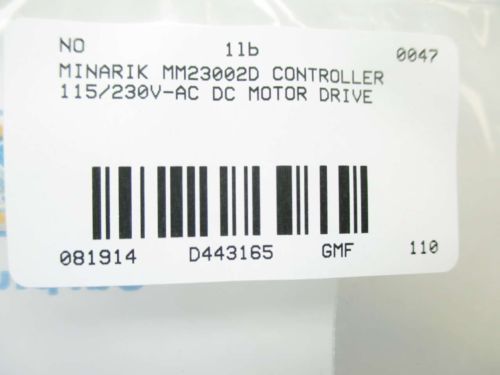 NO 1lb 0047
MINARIK MM23002D CONTROLLER
115/230V-AC DC MOTOR DRIVE
081914 D443165 GMF 110